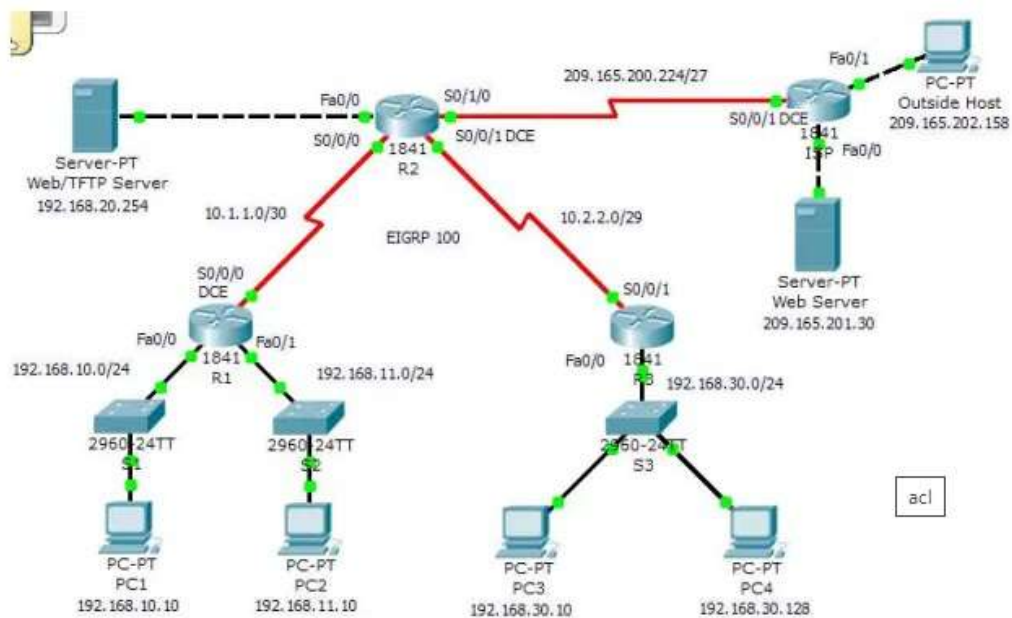 209.165.200.224/27
Fa0/1
PC-PT
Outside Host
209.165.202.158
Fa0/0
S0/1/0
S0/0/1 DCE
1841
ISP
Fa0/0
S0/0/0
S0/0/1 DCE
1841
R2
Server-PT
Web/TFTP Server
192.168.20.254
10.1.1.0/30
10.2.2.0/29
EIGRP 100
Server-PT
Web Server
209.165.201.30
S0/0/0
DCE
S0/0/1
Fa0/0
Fa0/1
1841
R1
Fa0/0
1841
R3
192.168.10.0/24
192.168.11.0/24
192.168.30.0/24
2960-24TT
S1
2960-24TT
S2
2960-24TT
S3
acl
PC-PT
PC1
192.168.10.10
PC-PT
PC2
192.168.11.10
PC-PT
PC3
192.168.30.10
PC-PT
PC4
192.168.30.128